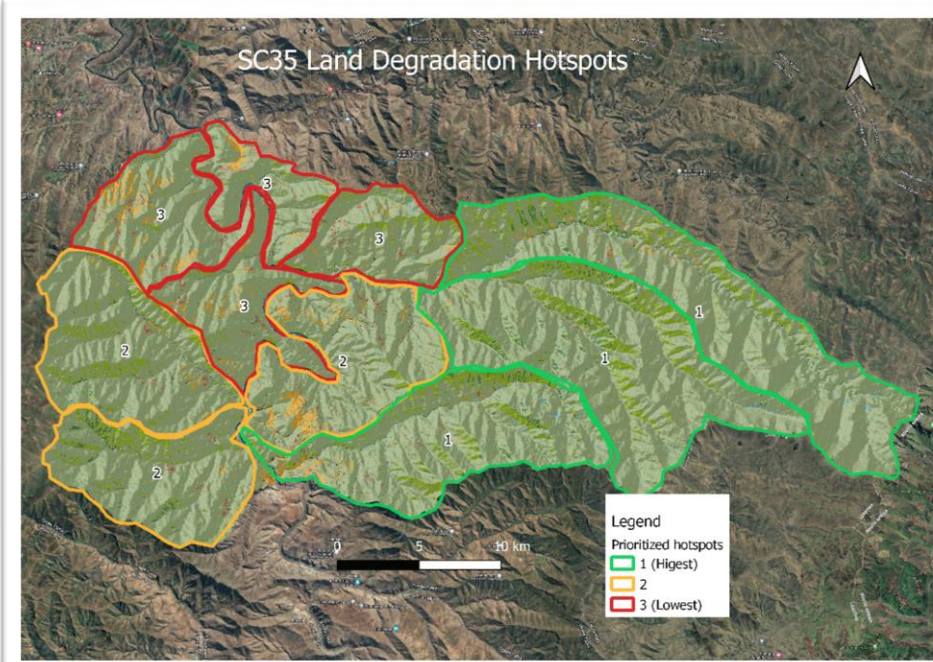 SC35 Land Degradation Hotspots
3
3
3
1
3
2
2
1
1
2
Legend
Prioritized hotspots
0 5 10 km
1 (Higest)
2
3 (Lowest)